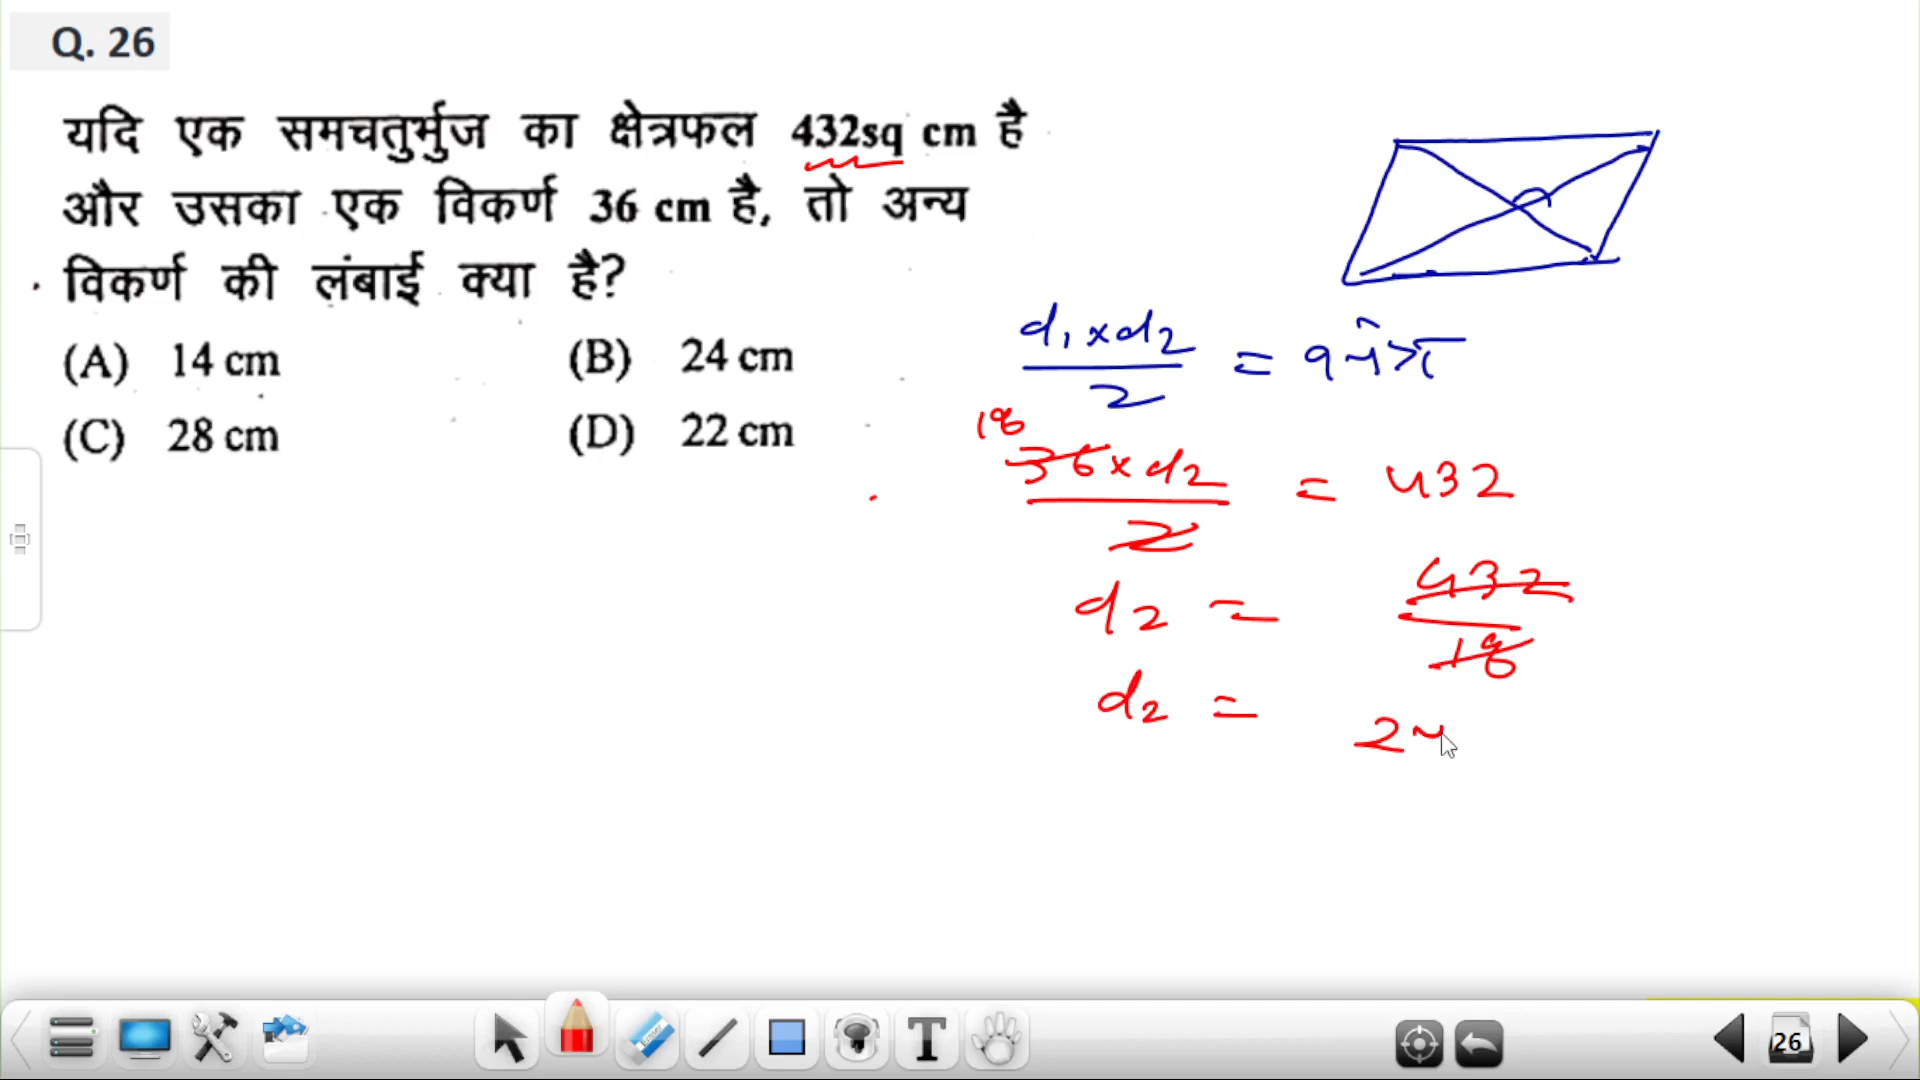 Q. 26
यदि एक समचतुर्भुज का क्षेत्रफल 432sq cm है
और उसका एक विकर्ण 36 cm है, तो अन्य
विकर्ण की लंबाई क्या है?
(A) 14 cm (B) 24 cm
(C) 28 cm (D) 22 cm
d1 x d2
2
=
18
36 x d2
2
= 432
d2 = 432
18
d2 = 24
T
26